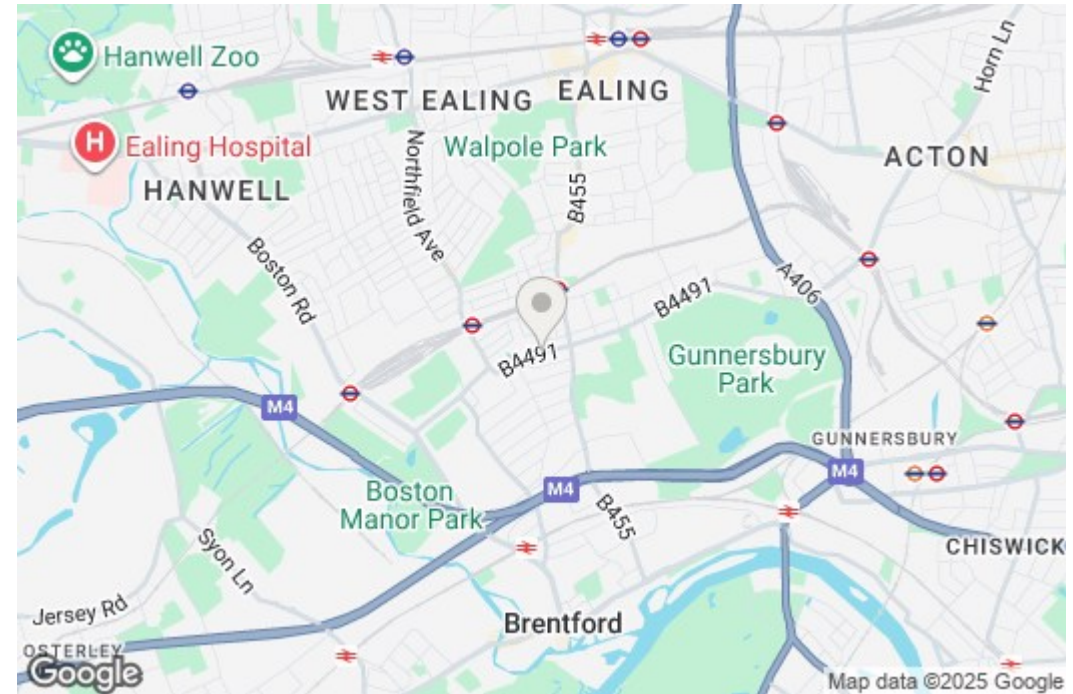 Hanwell Zoo
WEST EALING
EALING
Horn Ln
H
Ealing Hospital
Northfield Ave
Walpole Park
ACTON
HANWELL
B455
Boston Rd
A406
B4491
B4491
Gunnersbury
Park
M4
GUNNERSBURY
M4
M4
Boston
Manor Park
B455
Syon Ln
CHISWICK
Jersey Rd
Brentford
OSTERLEY
Google
Map data ©2025 Google